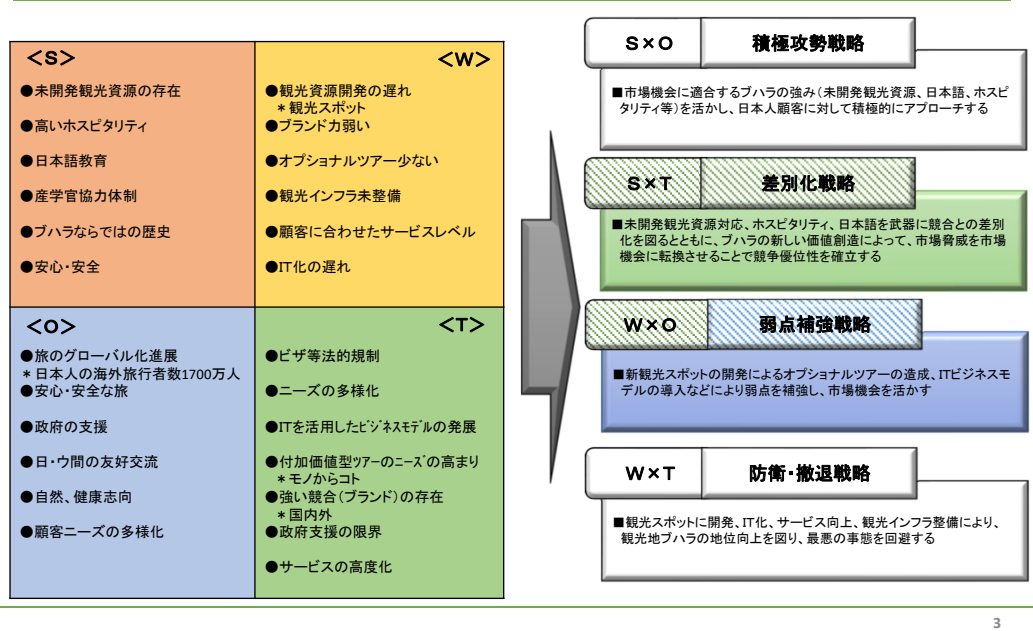 <S>
●未開発観光資源の存在
●高いホスピタリティ
●日本語教育
●産学官協力体制
●ブハラならではの歴史
●安心・安全
<W>
●観光資源開発の遅れ
＊観光スポット
●ブランド力弱い
●オプショナルツアー少ない
●観光インフラ未整備
●顧客に合わせたサービスレベル
●IT化の遅れ
<O>
●旅のグローバル化進展
＊日本人の海外旅行者数1700万人
●安心・安全な旅
●政府の支援
●日・ウ間の友好交流
●自然、健康志向
●顧客ニーズの多様化
<T>
●ビザ等法的規制
●ニーズの多様化
●ITを活用したﾋﾞｼﾞﾈｽﾓﾃﾞﾙの発展
●付加価値型ﾂｱｰのﾆｰｽﾞの高まり
＊モノからコト
●強い競合（ブランド）の存在
＊国内外
●政府支援の限界
●サービスの高度化
S×O 積極攻勢戦略
■市場機会に適合するブハラの強み（未開発観光資源、日本語、ホスピ
タリティ等）を活かし、日本人顧客に対して積極的にアプローチする
S×T 差別化戦略
■未開発観光資源対応、ホスピタリティ、日本語を武器に競合との差別
化を図るとともに、ブハラの新しい価値創造によって、市場脅威を市場
機会に転換させることで競争優位性を確立する
W×O 弱点補強戦略
■新観光スポットの開発によるオプショナルツアーの造成、ITビジネスモ
デルの導入などにより弱点を補強し、市場機会を活かす
W×T 防衛・撤退戦略
■観光スポットに開発、IT化、サービス向上、観光インフラ整備により、
観光地ブハラの地位向上を図り、最悪の事態を回避する
3